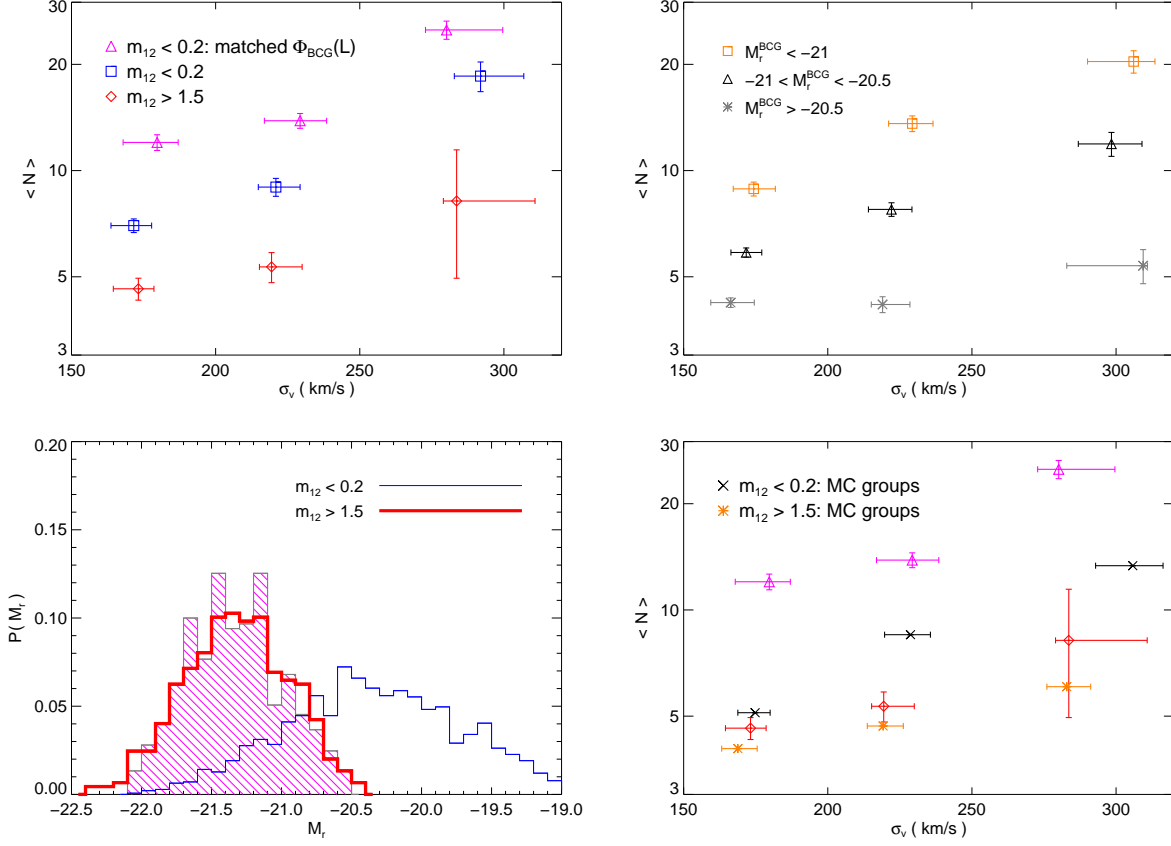 30
20
10
5
3
< N >
m12 < 0.2: matched ΦBCG(L)
m12 < 0.2
m12 > 1.5
150 200 250 300
σv ( km/s )
30
20
10
5
3
< N >
MrBCG < -21
-21 < MrBCG < -20.5
MrBCG > -20.5
150 200 250 300
σv ( km/s )
0.20
0.15
0.10
0.05
0.00
P( Mr )
m12 < 0.2
m12 > 1.5
−22.5 −22.0 −21.5 −21.0 −20.5 −20.0 −19.5 −19.0
Mr
30
20
10
5
3
< N >
m12 < 0.2: MC groups
m12 > 1.5: MC groups
150 200 250 300
σv ( km/s )